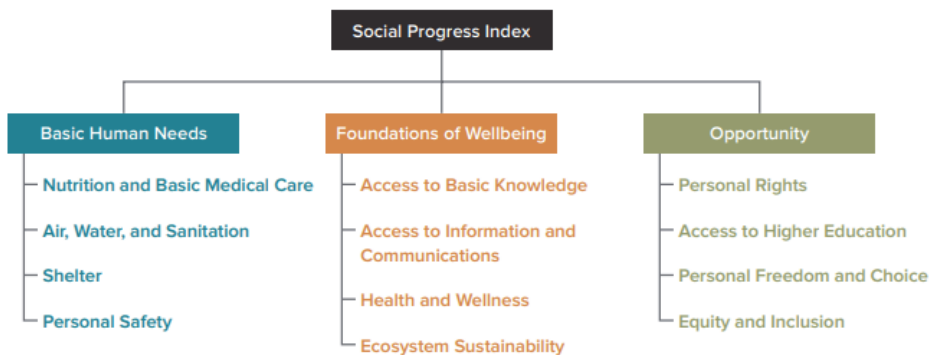 Social Progress Index
Basic Human Needs
Nutrition and Basic Medical Care
Air, Water, and Sanitation
Shelter
Personal Safety
Foundations of Wellbeing
Access to Basic Knowledge
Access to Information and
Communications
Health and Wellness
Ecosystem Sustainability
Opportunity
Personal Rights
Access to Higher Education
Personal Freedom and Choice
Equity and Inclusion